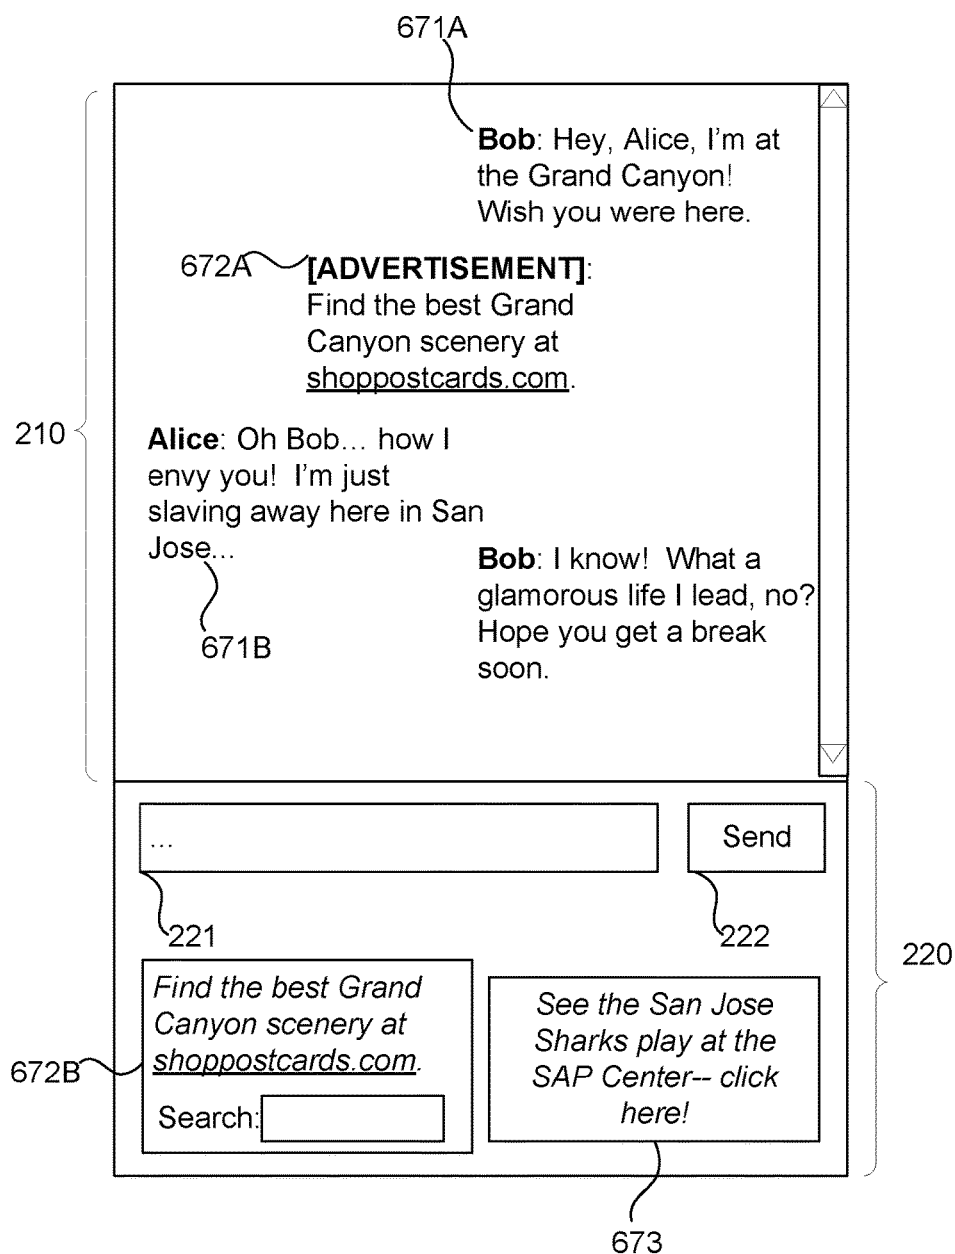 671A
Bob: Hey, Alice, I'm at
the Grand Canyon!
Wish you were here.
672A
[ADVERTISEMENT]:
Find the best Grand
Canyon scenery at
shoppostcards.com.
210
Alice: Oh Bob... how I
envy you!  I'm just
slaving away here in San
Jose...
671B
Bob: I know!  What a
glamorous life I lead, no?
Hope you get a break
soon.
...
Send
221
222
220
Find the best Grand
Canyon scenery at
shoppostcards.com.
672B
Search:
See the San Jose
Sharks play at the
SAP Center-- click
here!
673